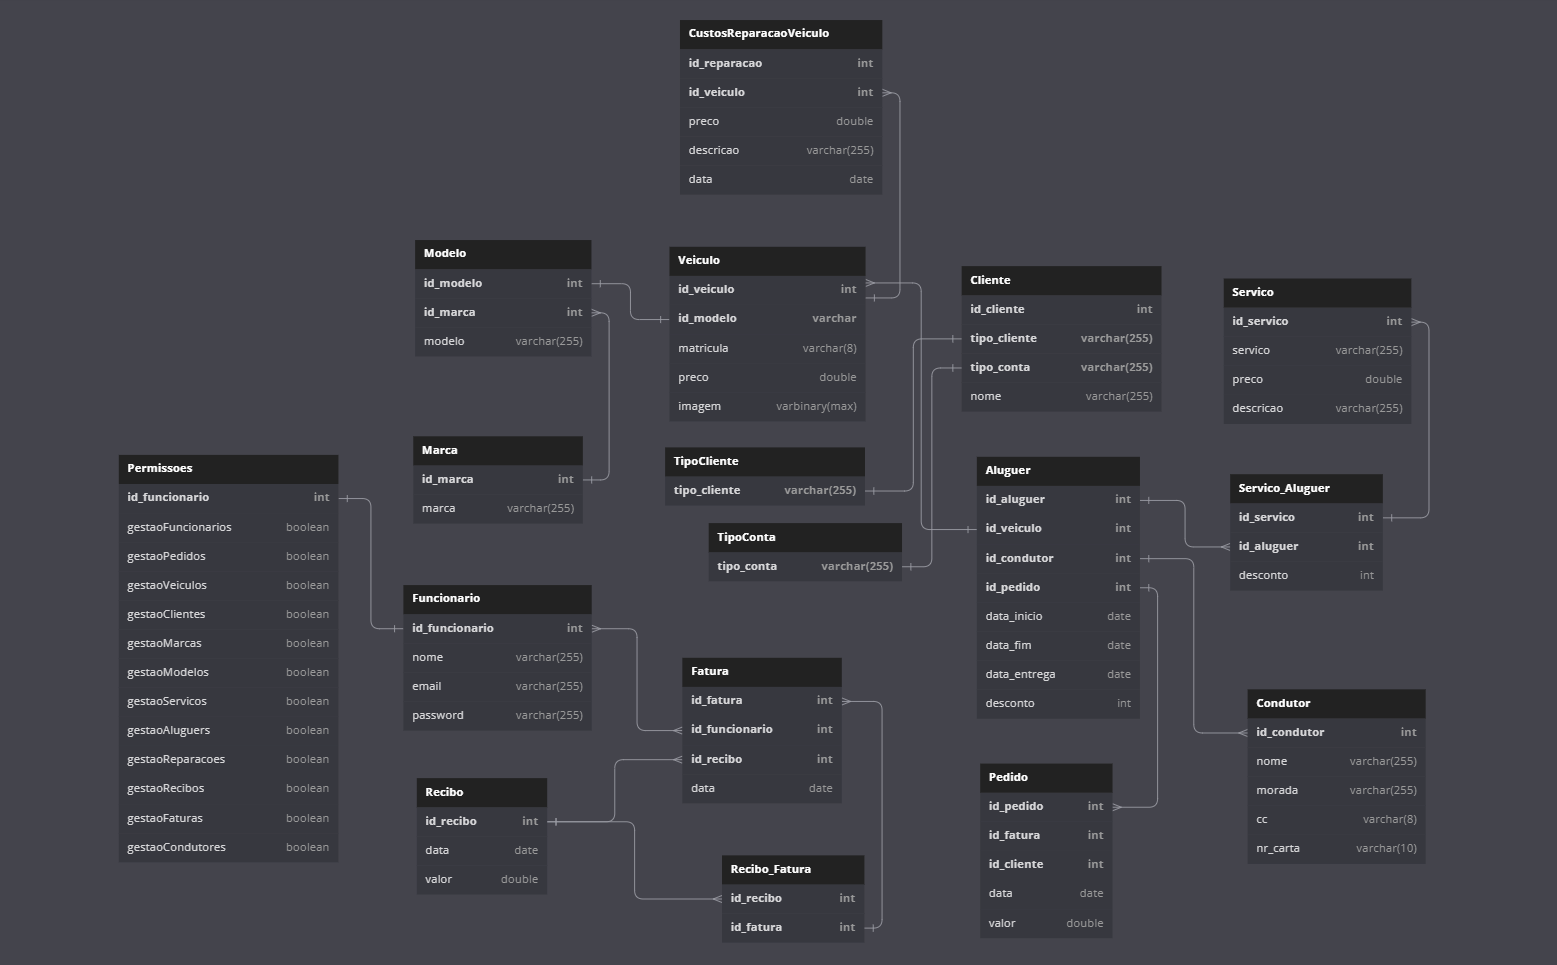 CustosReparacaoVeiculo
id_reparacao int
id_veiculo int
preco double
descricao varchar(255)
data date
Modelo
id_modelo int
id_marca int
modelo varchar(255)
Veiculo
id_veiculo int
id_modelo varchar
matricula varchar(8)
preco double
imagem varbinary(max)
Cliente
id_cliente int
tipo_cliente varchar(255)
tipo_conta varchar(255)
nome varchar(255)
Servico
id_servico int
servico varchar(255)
preco double
descricao varchar(255)
Marca
id_marca int
marca varchar(255)
TipoCliente
tipo_cliente varchar(255)
TipoConta
tipo_conta varchar(255)
Permissoes
id_funcionario int
gestaoFuncionarios boolean
gestaoPedidos boolean
gestaoVeiculos boolean
gestaoClientes boolean
gestaoMarcas boolean
gestaoModelos boolean
gestaoServicos boolean
gestaoAluguers boolean
gestaoReparacoes boolean
gestaoRecibos boolean
gestaoFaturas boolean
gestaoCondutores boolean
Aluguer
id_aluguer int
id_veiculo int
id_condutor int
id_pedido int
data_inicio date
data_fim date
data_entrega date
desconto int
Servico_Aluguer
id_servico int
id_aluguer int
desconto int
Funcionario
id_funcionario int
nome varchar(255)
email varchar(255)
password varchar(255)
Fatura
id_fatura int
id_funcionario int
id_recibo int
data date
Condutor
id_condutor int
nome varchar(255)
morada varchar(255)
cc varchar(8)
nr_carta varchar(10)
Recibo
id_recibo int
data date
valor double
Pedido
id_pedido int
id_fatura int
id_cliente int
data date
valor double
Recibo_Fatura
id_recibo int
id_fatura int